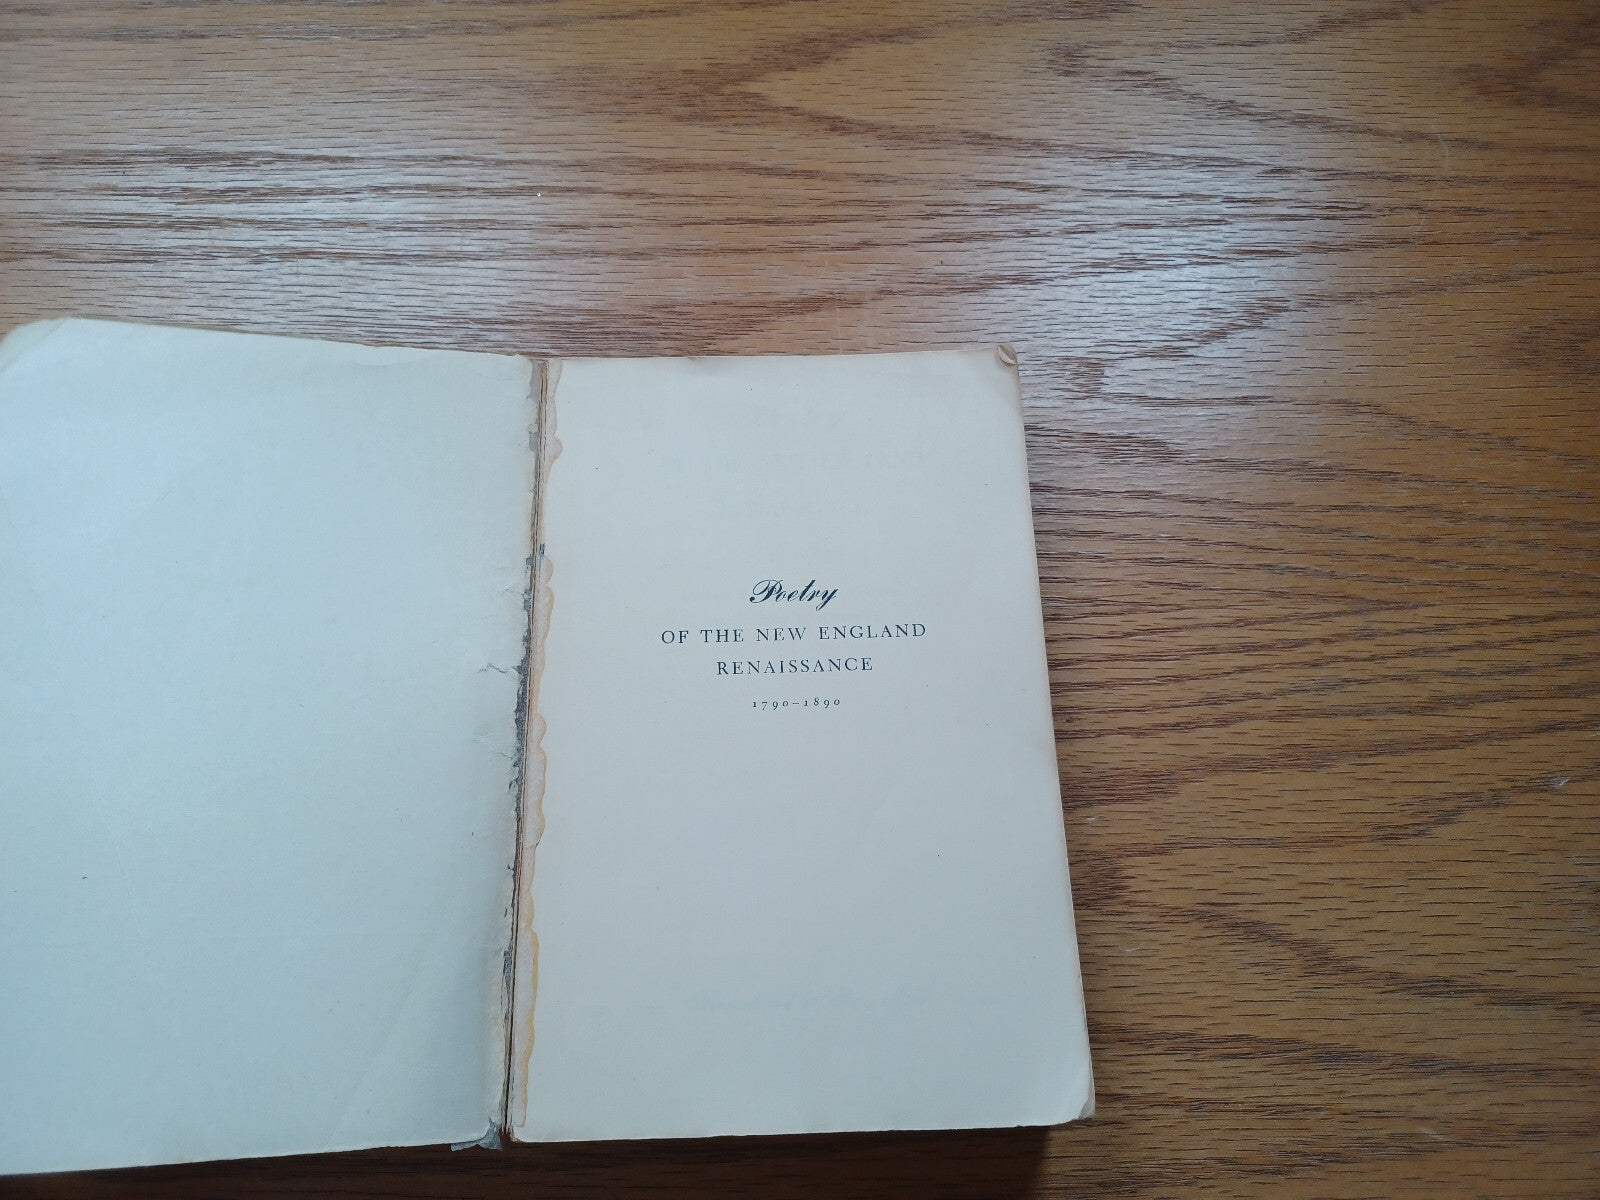 Poetry
OF THE NEW ENGLAND
RENAISSANCE
1790–1890